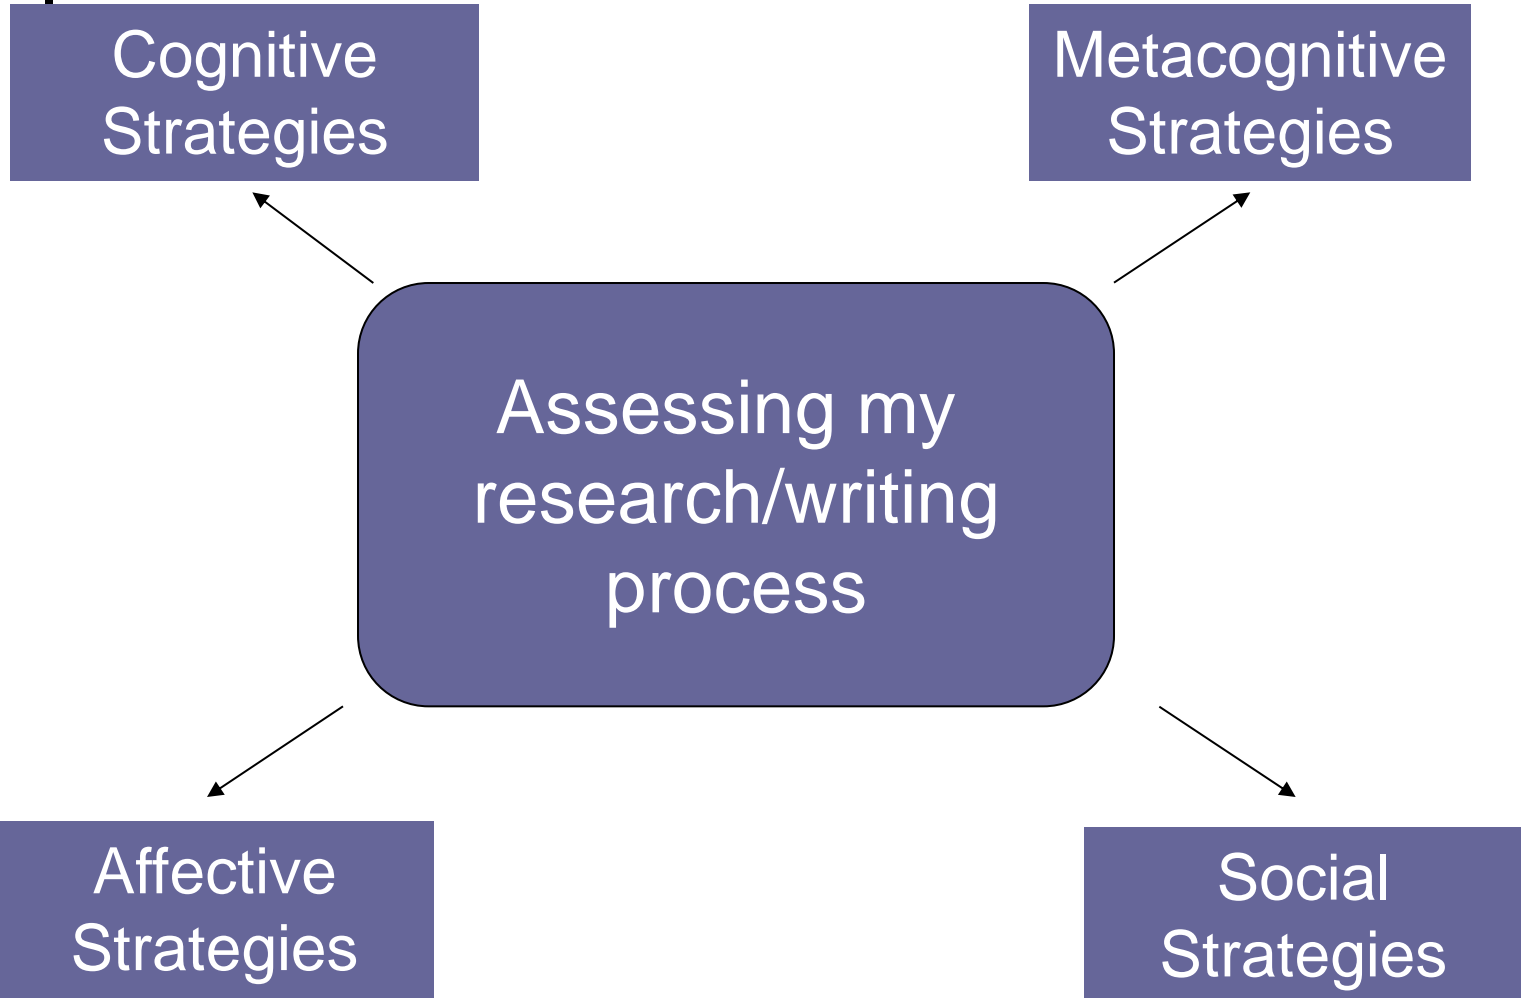 Cognitive
Strategies
Metacognitive
Strategies
Assessing my
research/writing
process
Affective
Strategies
Social
Strategies